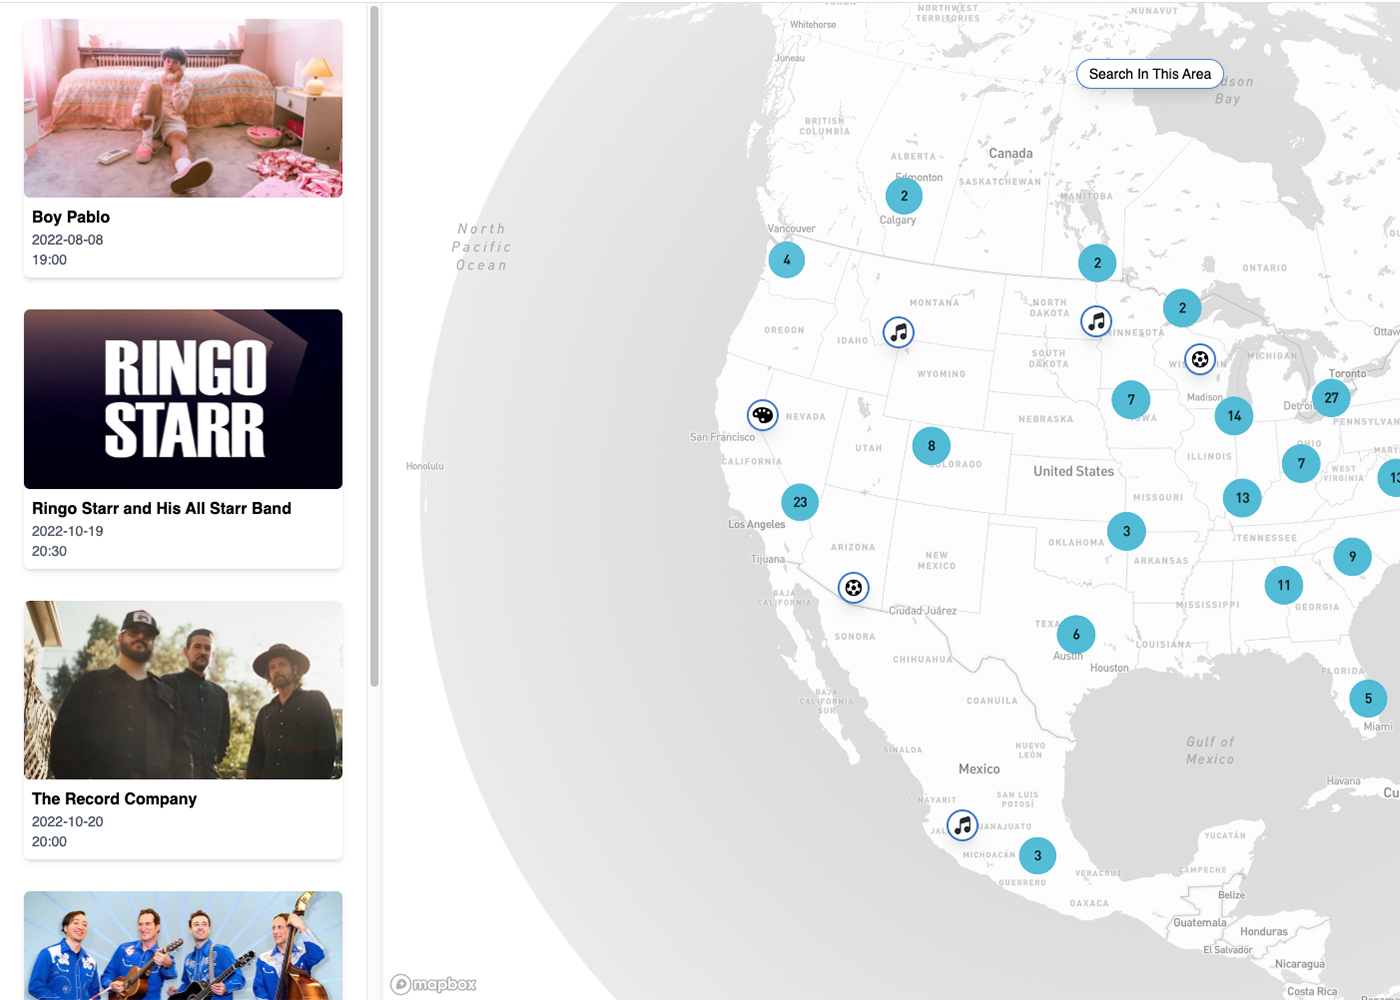 Boy Pablo
2022-08-08
19:00
RINGO
STARR
Ringo Starr and His All Starr Band
2022-10-19
20:30
The Record Company
2022-10-20
20:00
Search In This Area
Whitehorse
NORTHWEST
TERRITORIES
NUNAVUT
Juneau
dson
Bay
BRITISH
COLUMBIA
Canada
ALBERTA
Edmonton
SASKATCHEWAN
MANITOBA
2
Calgary
North
Pacific
Ocean
Vancouver
4
2
ONTARIO
MONTANA
NORTH
DAKOTA
2
MINNESOTA
OREGON
IDAHO
Ottaw
SOUTH
DAKOTA
MICHIGAN
WISCONSIN
WYOMING
Toronto
Madison
Detroit
27
7
IOWA
14
NEBRASKA
NEVADA
PENNSYLVAN
San Francisco
UTAH
8
COLORADO
OHIO
ILLINOIS
7
MARY
CALIFORNIA
Honolulu
United States
WEST
VIRGINIA
13
MISSOURI
13
23
Los Angeles
3
OKLAHOMA
TENNESSEE
ARIZONA
Tijuana
NEW
MEXICO
ARKANSAS
9
11
BAJA
CALIFORNIA
MISSISSIPPI
GEORGIA
Ciudad Juárez
SONORA
TEXA
6
LOUISIANA
Austin
CHIHUAHUA
Houston
FLORIDA
BAJA
CALIFORNIA
SUR
COAHUILA
5
Miami
SINALOA
NUEVO
LEÓN
Gulf of
Mexico
Mexico
Havana
Cu
NAYARIT
SAN LUIS
POTOSÍ
JAL
UANAJUATO
YUCATÁN
MICHOACÁN
3
CAMPECHE
GUERRERO
VERACRUZ
OAXACA
Belize
Guatemala
Honduras
El Salvador
Nicaragua
Costa Rica
mapbox